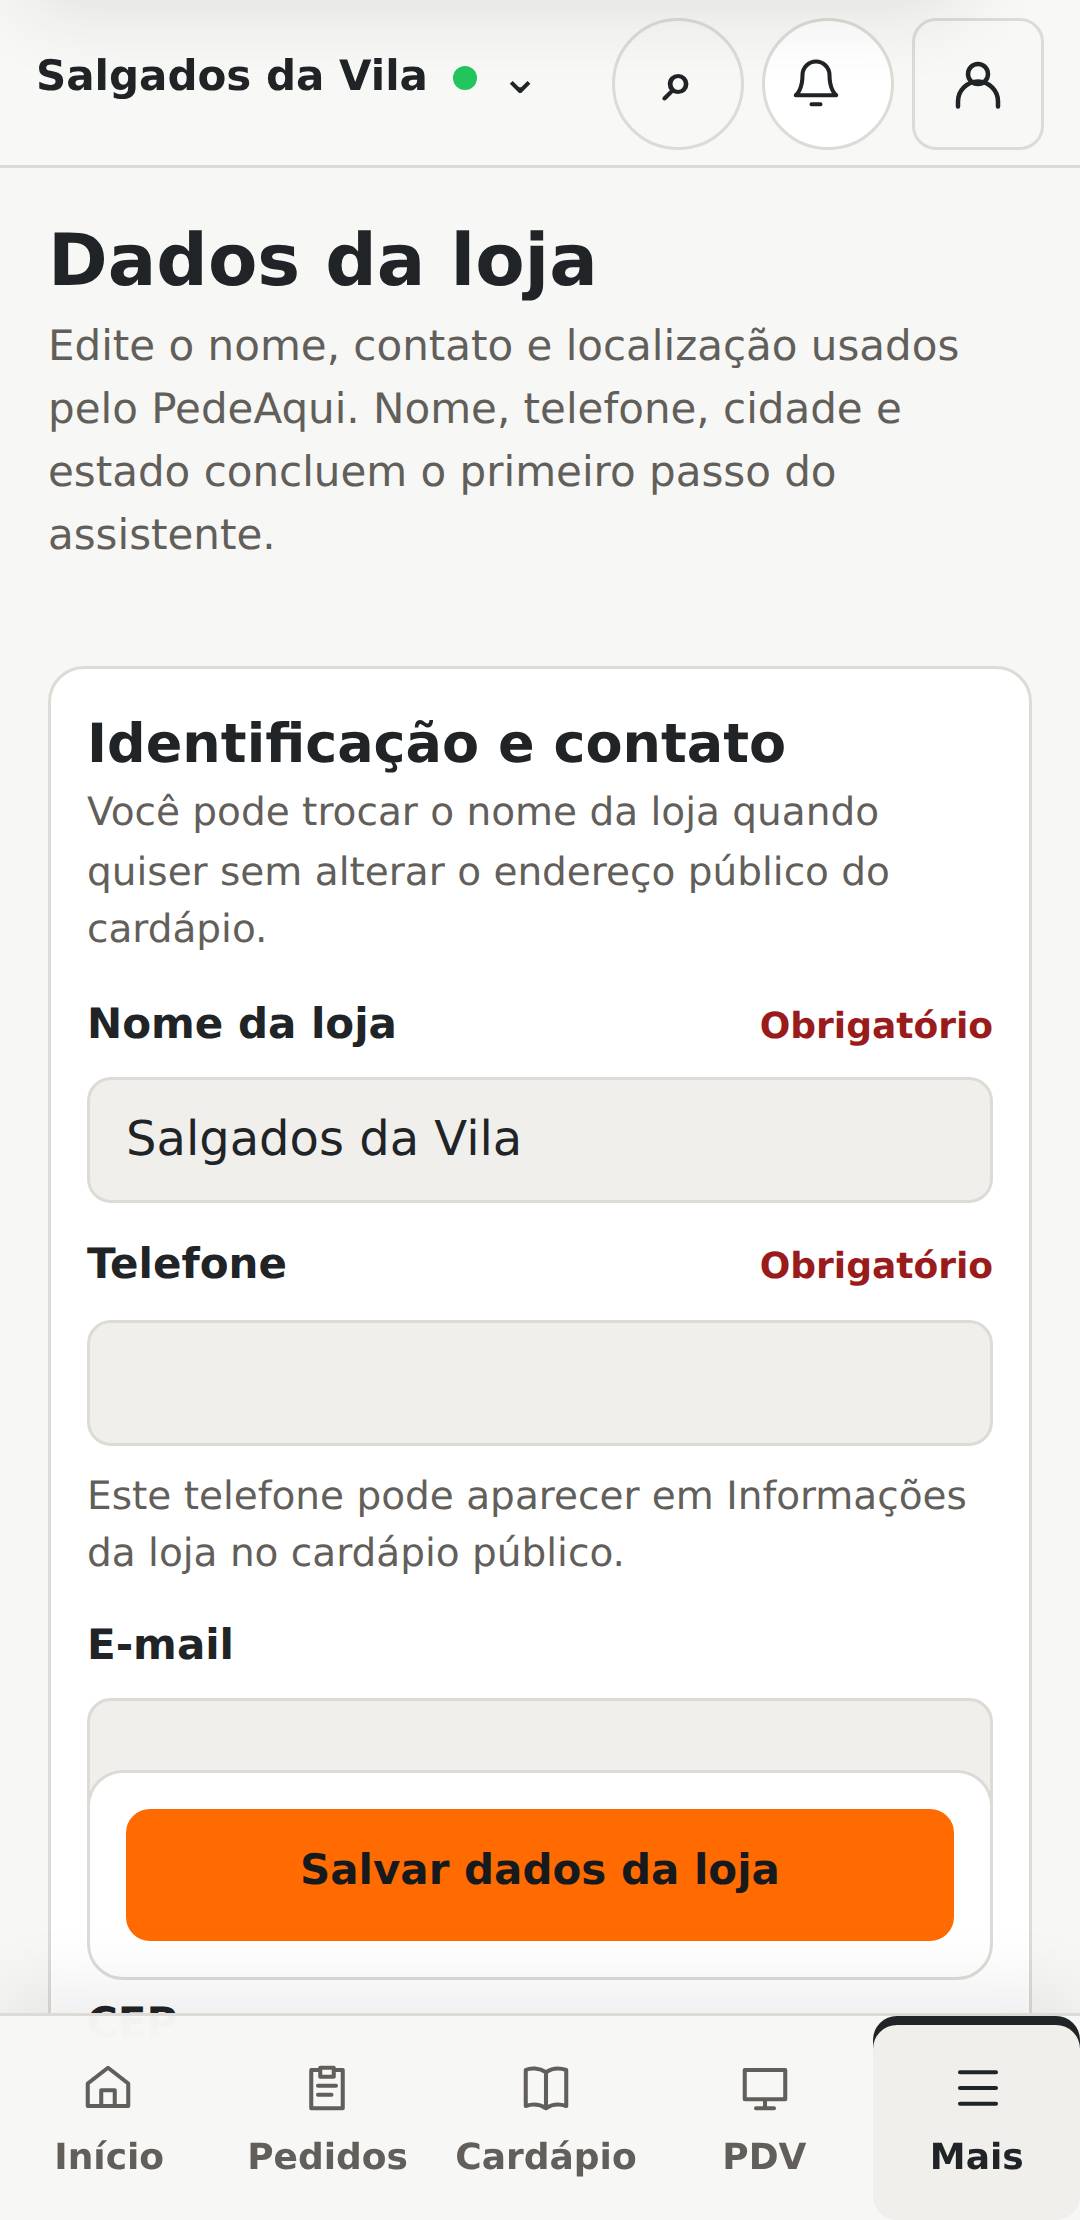 Salgados da Vila
Dados da loja
Edite o nome, contato e localização usados
pelo PedeAqui. Nome, telefone, cidade e
estado concluem o primeiro passo do
assistente.
Identificação e contato
Você pode trocar o nome da loja quando
quiser sem alterar o endereço público do
cardápio.
Nome da loja
Obrigatório
Salgados da Vila
Telefone
Obrigatório
Este telefone pode aparecer em Informações
da loja no cardápio público.
E-mail
Salvar dados da loja
CEP
Início
Pedidos
Cardápio
PDV
Mais